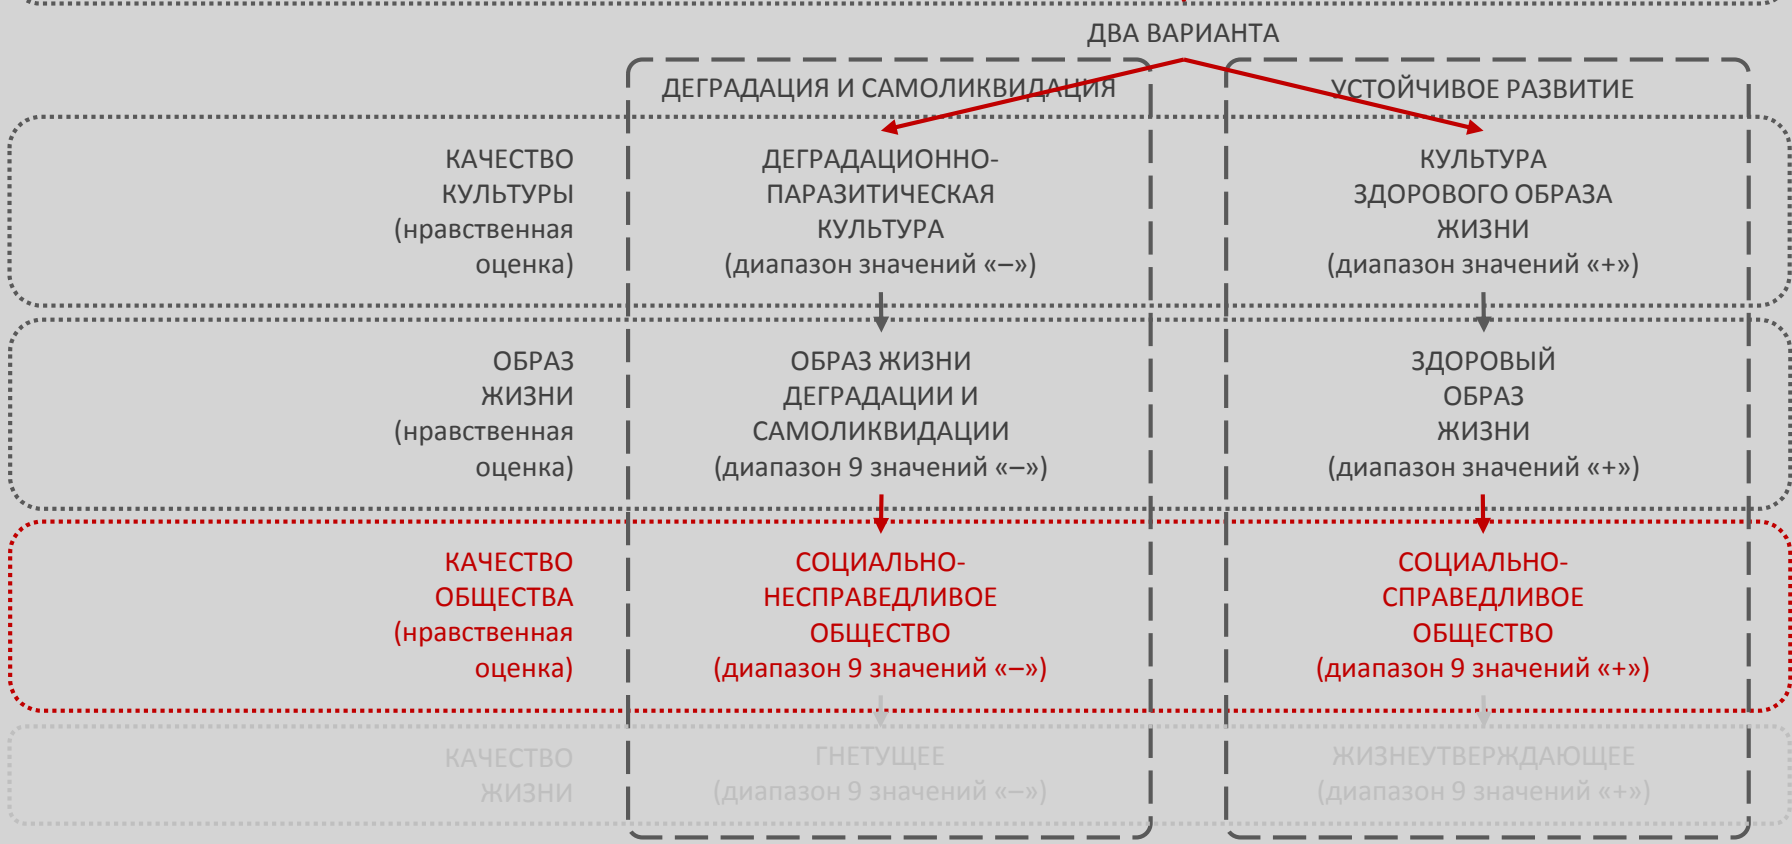 ДВА ВАРИАНТА
ДЕГРАДАЦИЯ И САМОЛИКВИДАЦИЯ
УСТОЙЧИВОЕ РАЗВИТИЕ
КАЧЕСТВО
КУЛЬТУРЫ
(нравственная
оценка)
ДЕГРАДАЦИОННО-
ПАРАЗИТИЧЕСКАЯ
КУЛЬТУРА
(диапазон значений «–»)
КУЛЬТУРА
ЗДОРОВОГО ОБРАЗА
ЖИЗНИ
(диапазон значений «+»)
ОБРАЗ
ЖИЗНИ
(нравственная
оценка)
ОБРАЗ ЖИЗНИ
ДЕГРАДАЦИИ И
САМОЛИКВИДАЦИИ
(диапазон 9 значений «–»)
ЗДОРОВЫЙ
ОБРАЗ
ЖИЗНИ
(диапазон значений «+»)
КАЧЕСТВО
ОБЩЕСТВА
(нравственная
оценка)
СОЦИАЛЬНО-
НЕСПРАВЕДЛИВОЕ
ОБЩЕСТВО
(диапазон 9 значений «–»)
СОЦИАЛЬНО-
СПРАВЕДЛИВОЕ
ОБЩЕСТВО
(диапазон 9 значений «+»)
КАЧЕСТВО
ЖИЗНИ
ГНЕТУЩЕЕ
(диапазон 9 значений «–»)
ЖИЗНЕУТВЕРЖДАЮЩЕЕ
(диапазон 9 значений «+»)